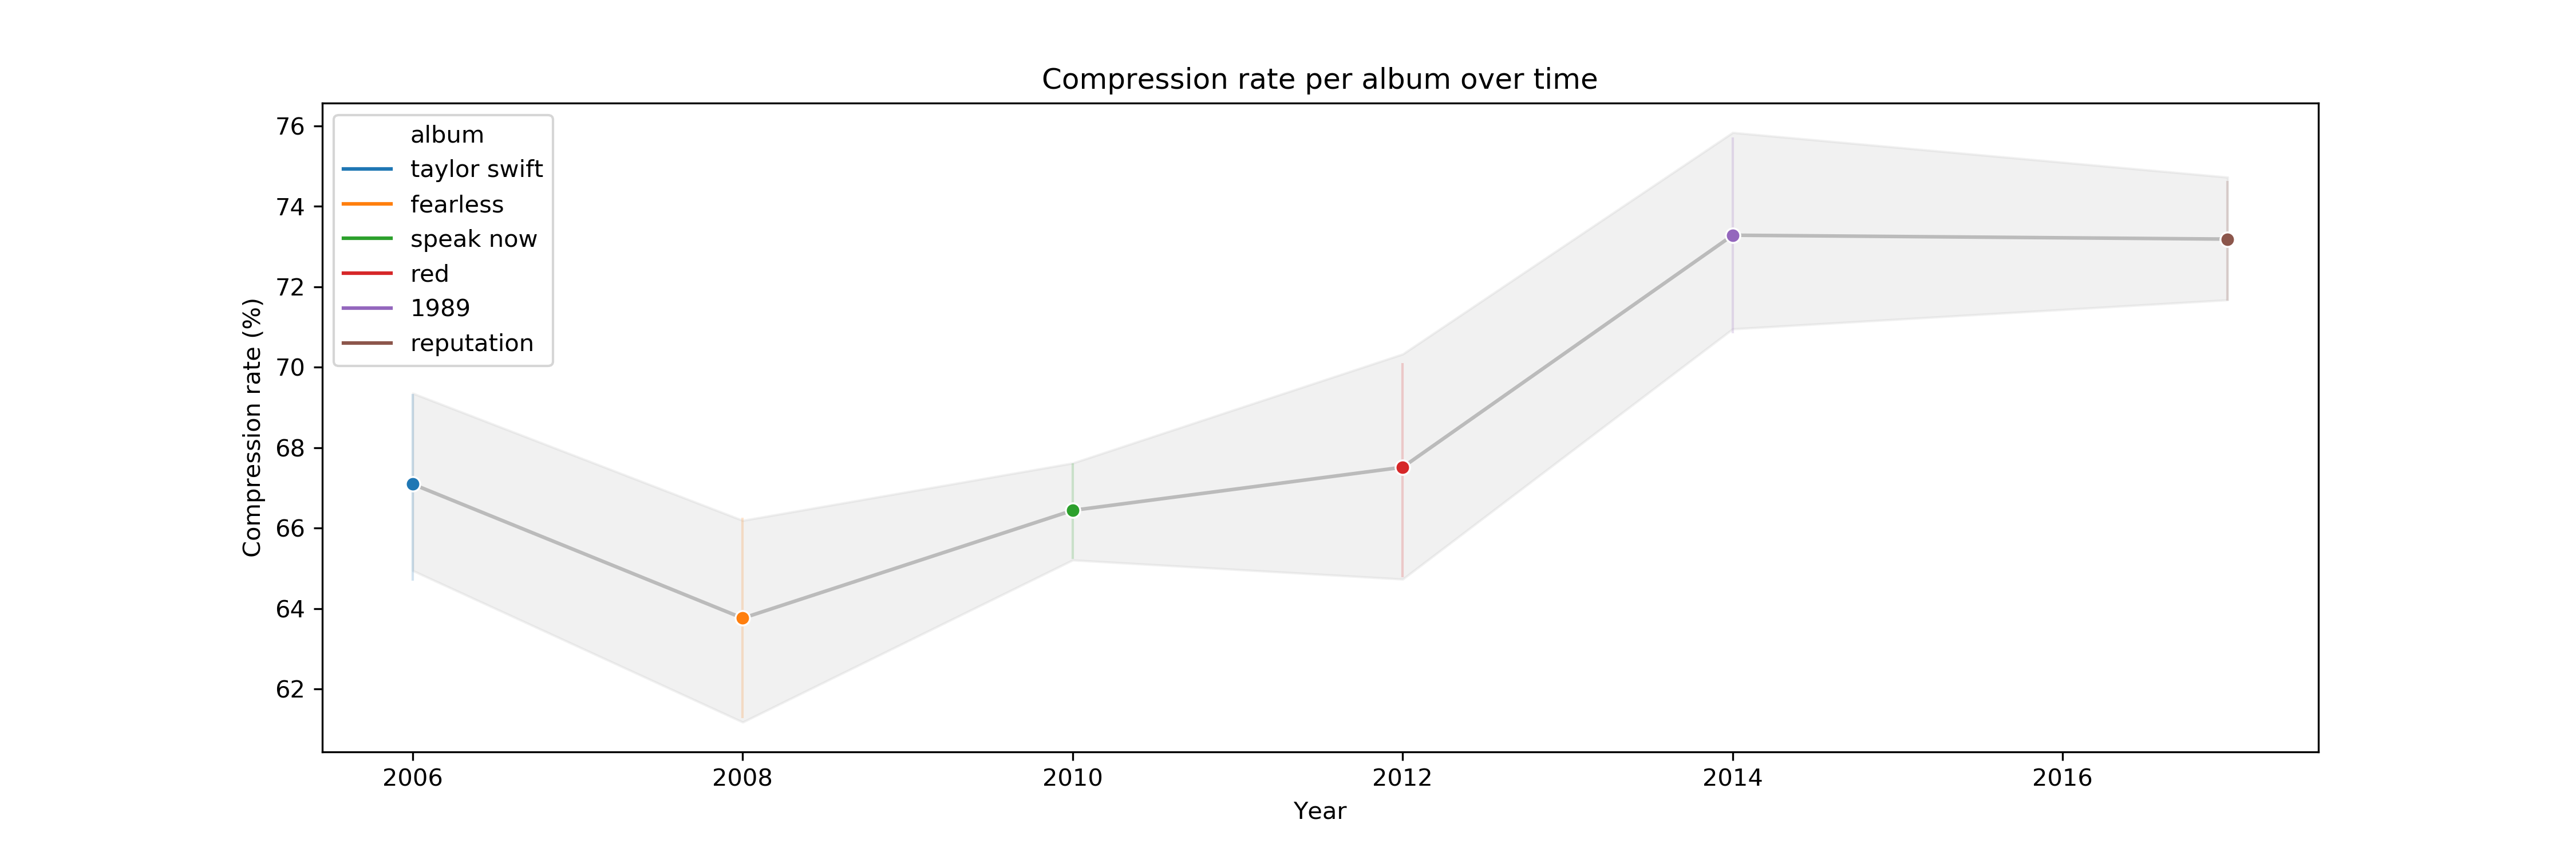 Compression rate per album over time
76
74
72
70
68
66
64
62
Compression rate (%)
album
taylor swift
fearless
speak now
red
1989
reputation
2006 2008 2010 2012 2014 2016
Year